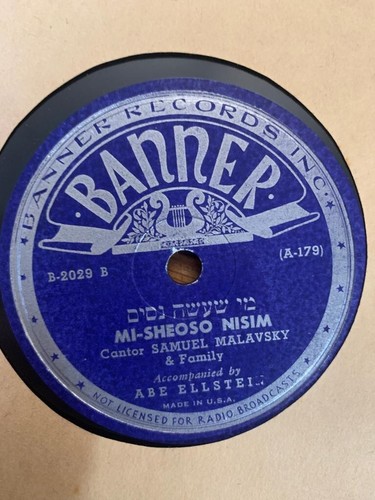 BANNER RECORDS INC.
BANNER
B-2029 B
(A-179)
מי שעשה נסים
MI-SHEOSO NISIM
Cantor SAMUEL MALAVSKY
& Family
Accompanied by
ABE ELLSTEIN
MADE IN U.S.A.
NOT LICENSED FOR RADIO BROADCASTS